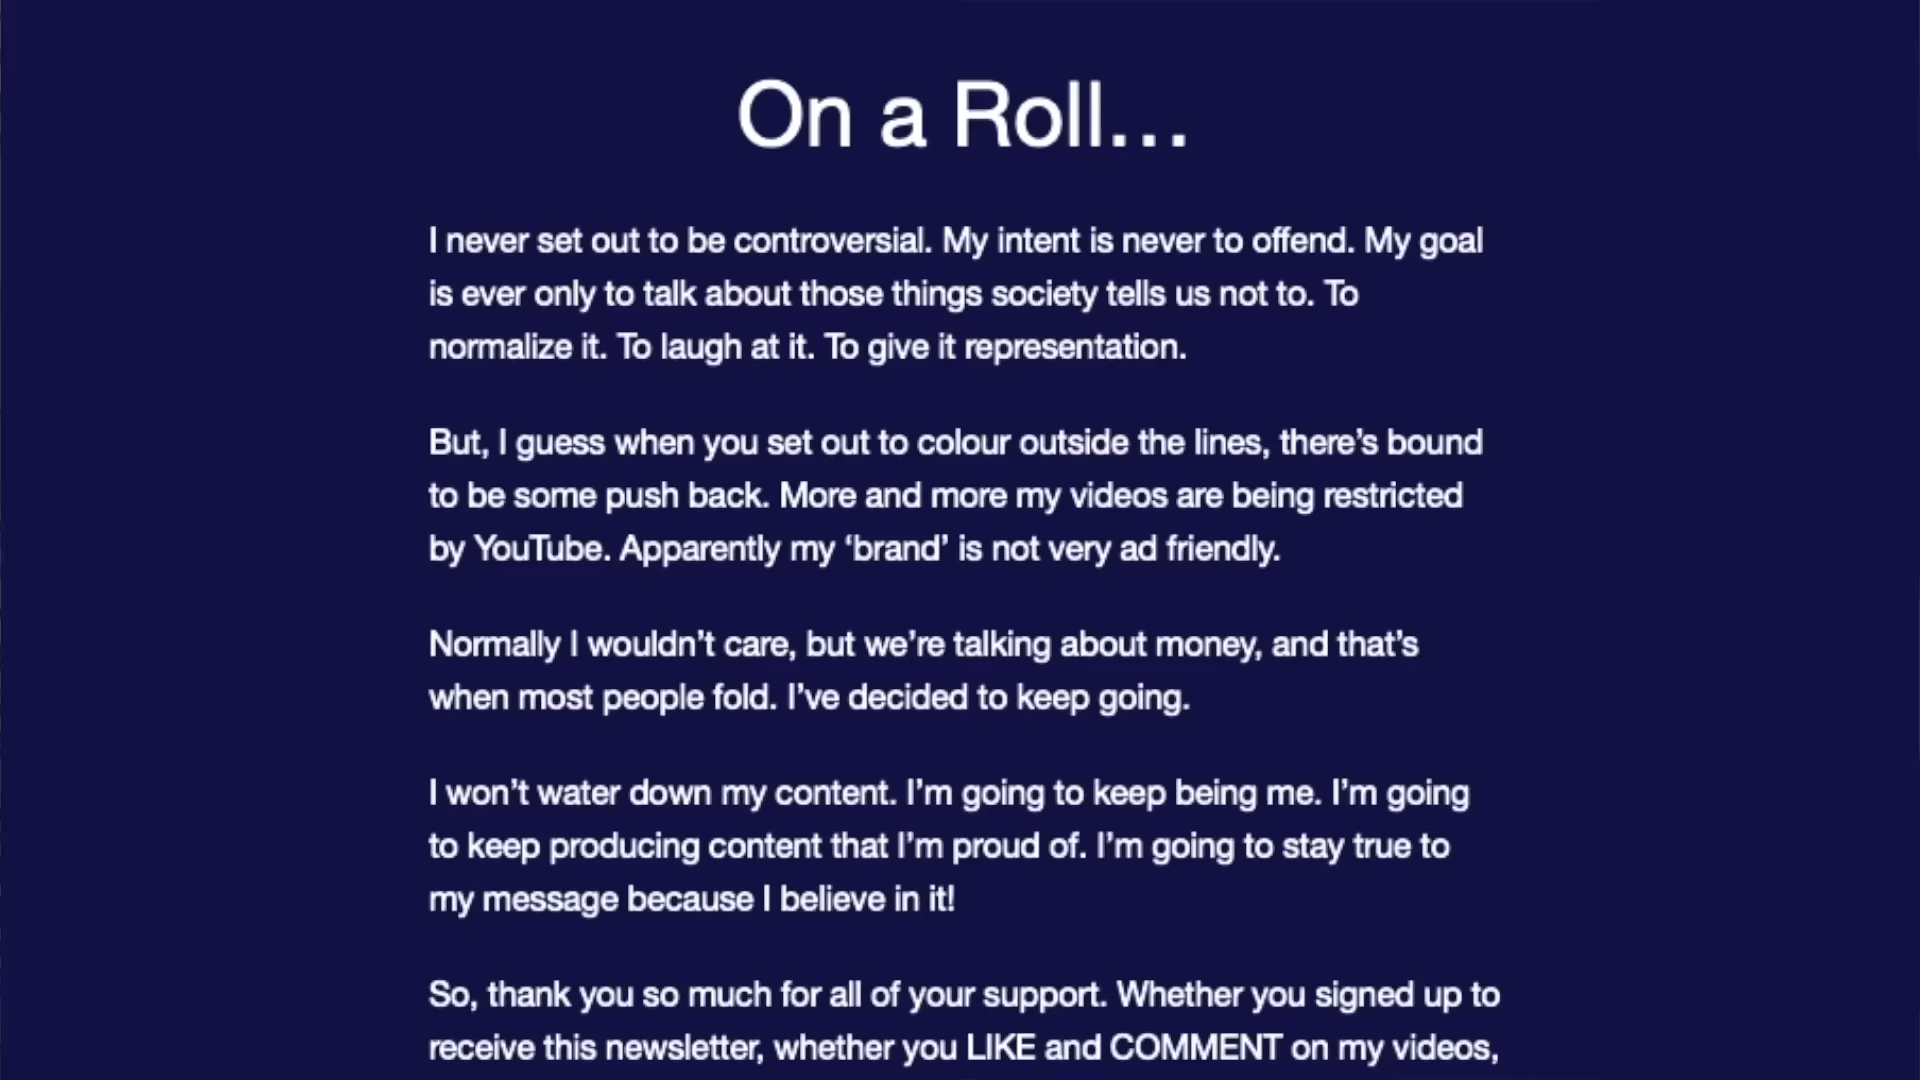 On a Roll...
I never set out to be controversial. My intent is never to offend. My goal
is ever only to talk about those things society tells us not to. To
normalize it. To laugh at it. To give it representation.
But, I guess when you set out to colour outside the lines, there’s bound
to be some push back. More and more my videos are being restricted
by YouTube. Apparently my ‘brand’ is not very ad friendly.
Normally I wouldn’t care, but we’re talking about money, and that’s
when most people fold. I’ve decided to keep going.
I won’t water down my content. I’m going to keep being me. I’m going
to keep producing content that I’m proud of. I’m going to stay true to
my message because I believe in it!
So, thank you so much for all of your support. Whether you signed up to
receive this newsletter, whether you LIKE and COMMENT on my videos,